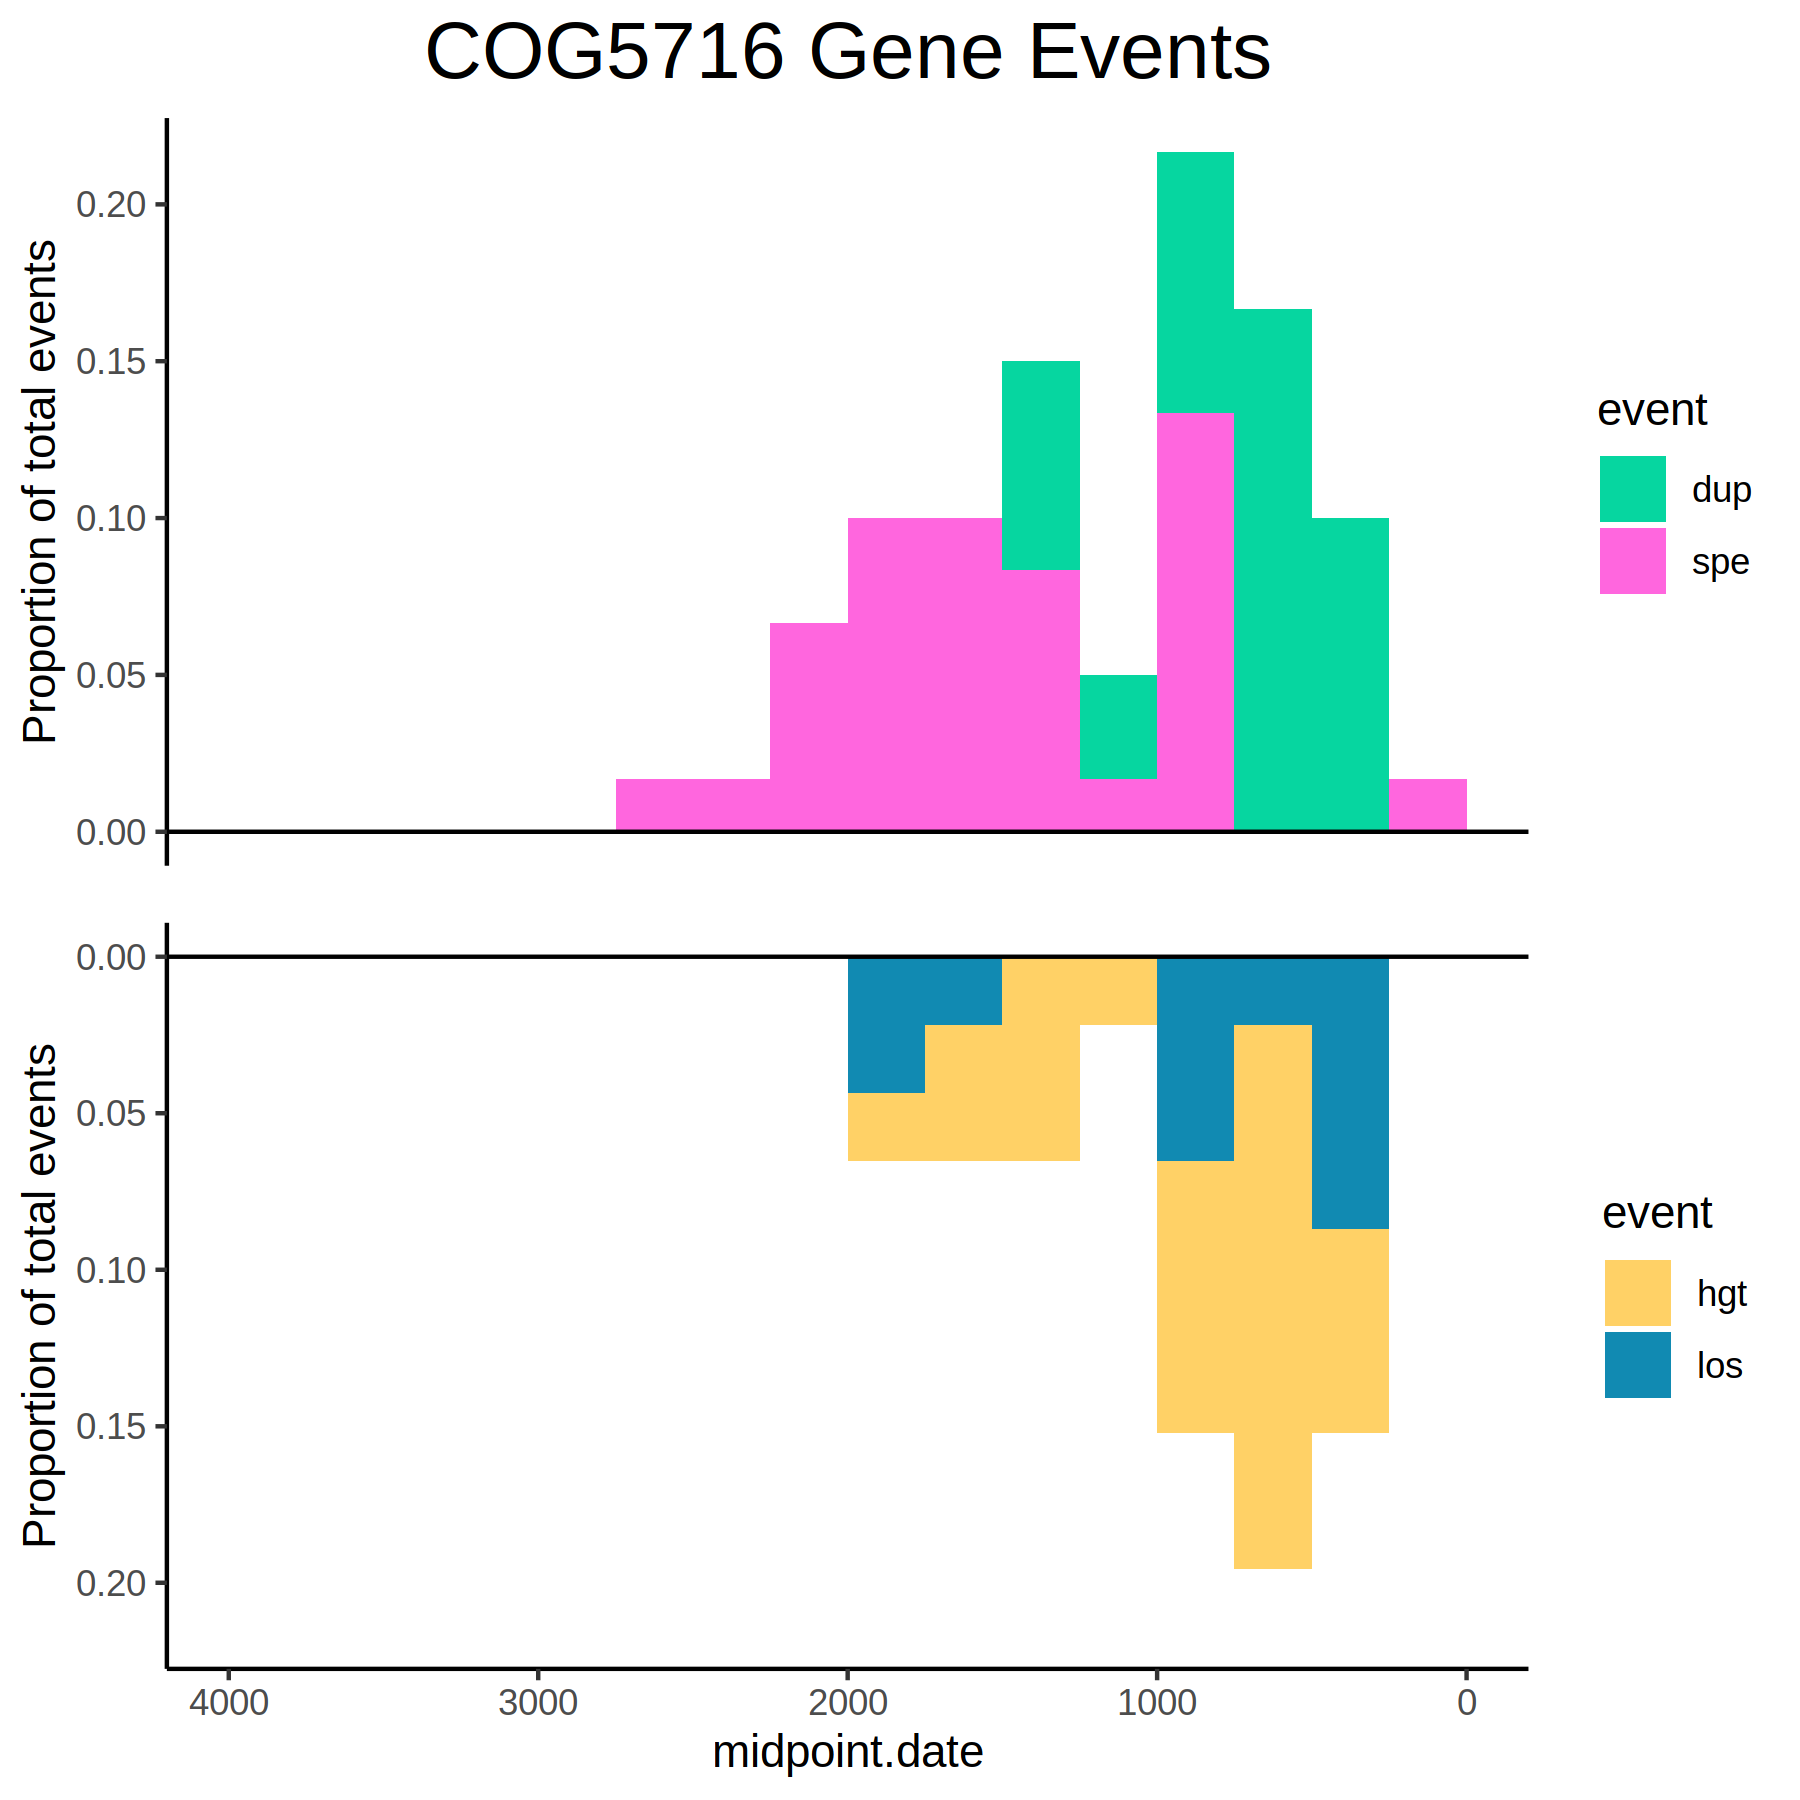 COG5716 Gene Events
Proportion of total events
0.20
0.15
0.10
0.05
0.00
event
dup
spe
Proportion of total events
0.00
0.05
0.10
0.15
0.20
event
hgt
los
4000 3000 2000 1000 0
midpoint.date